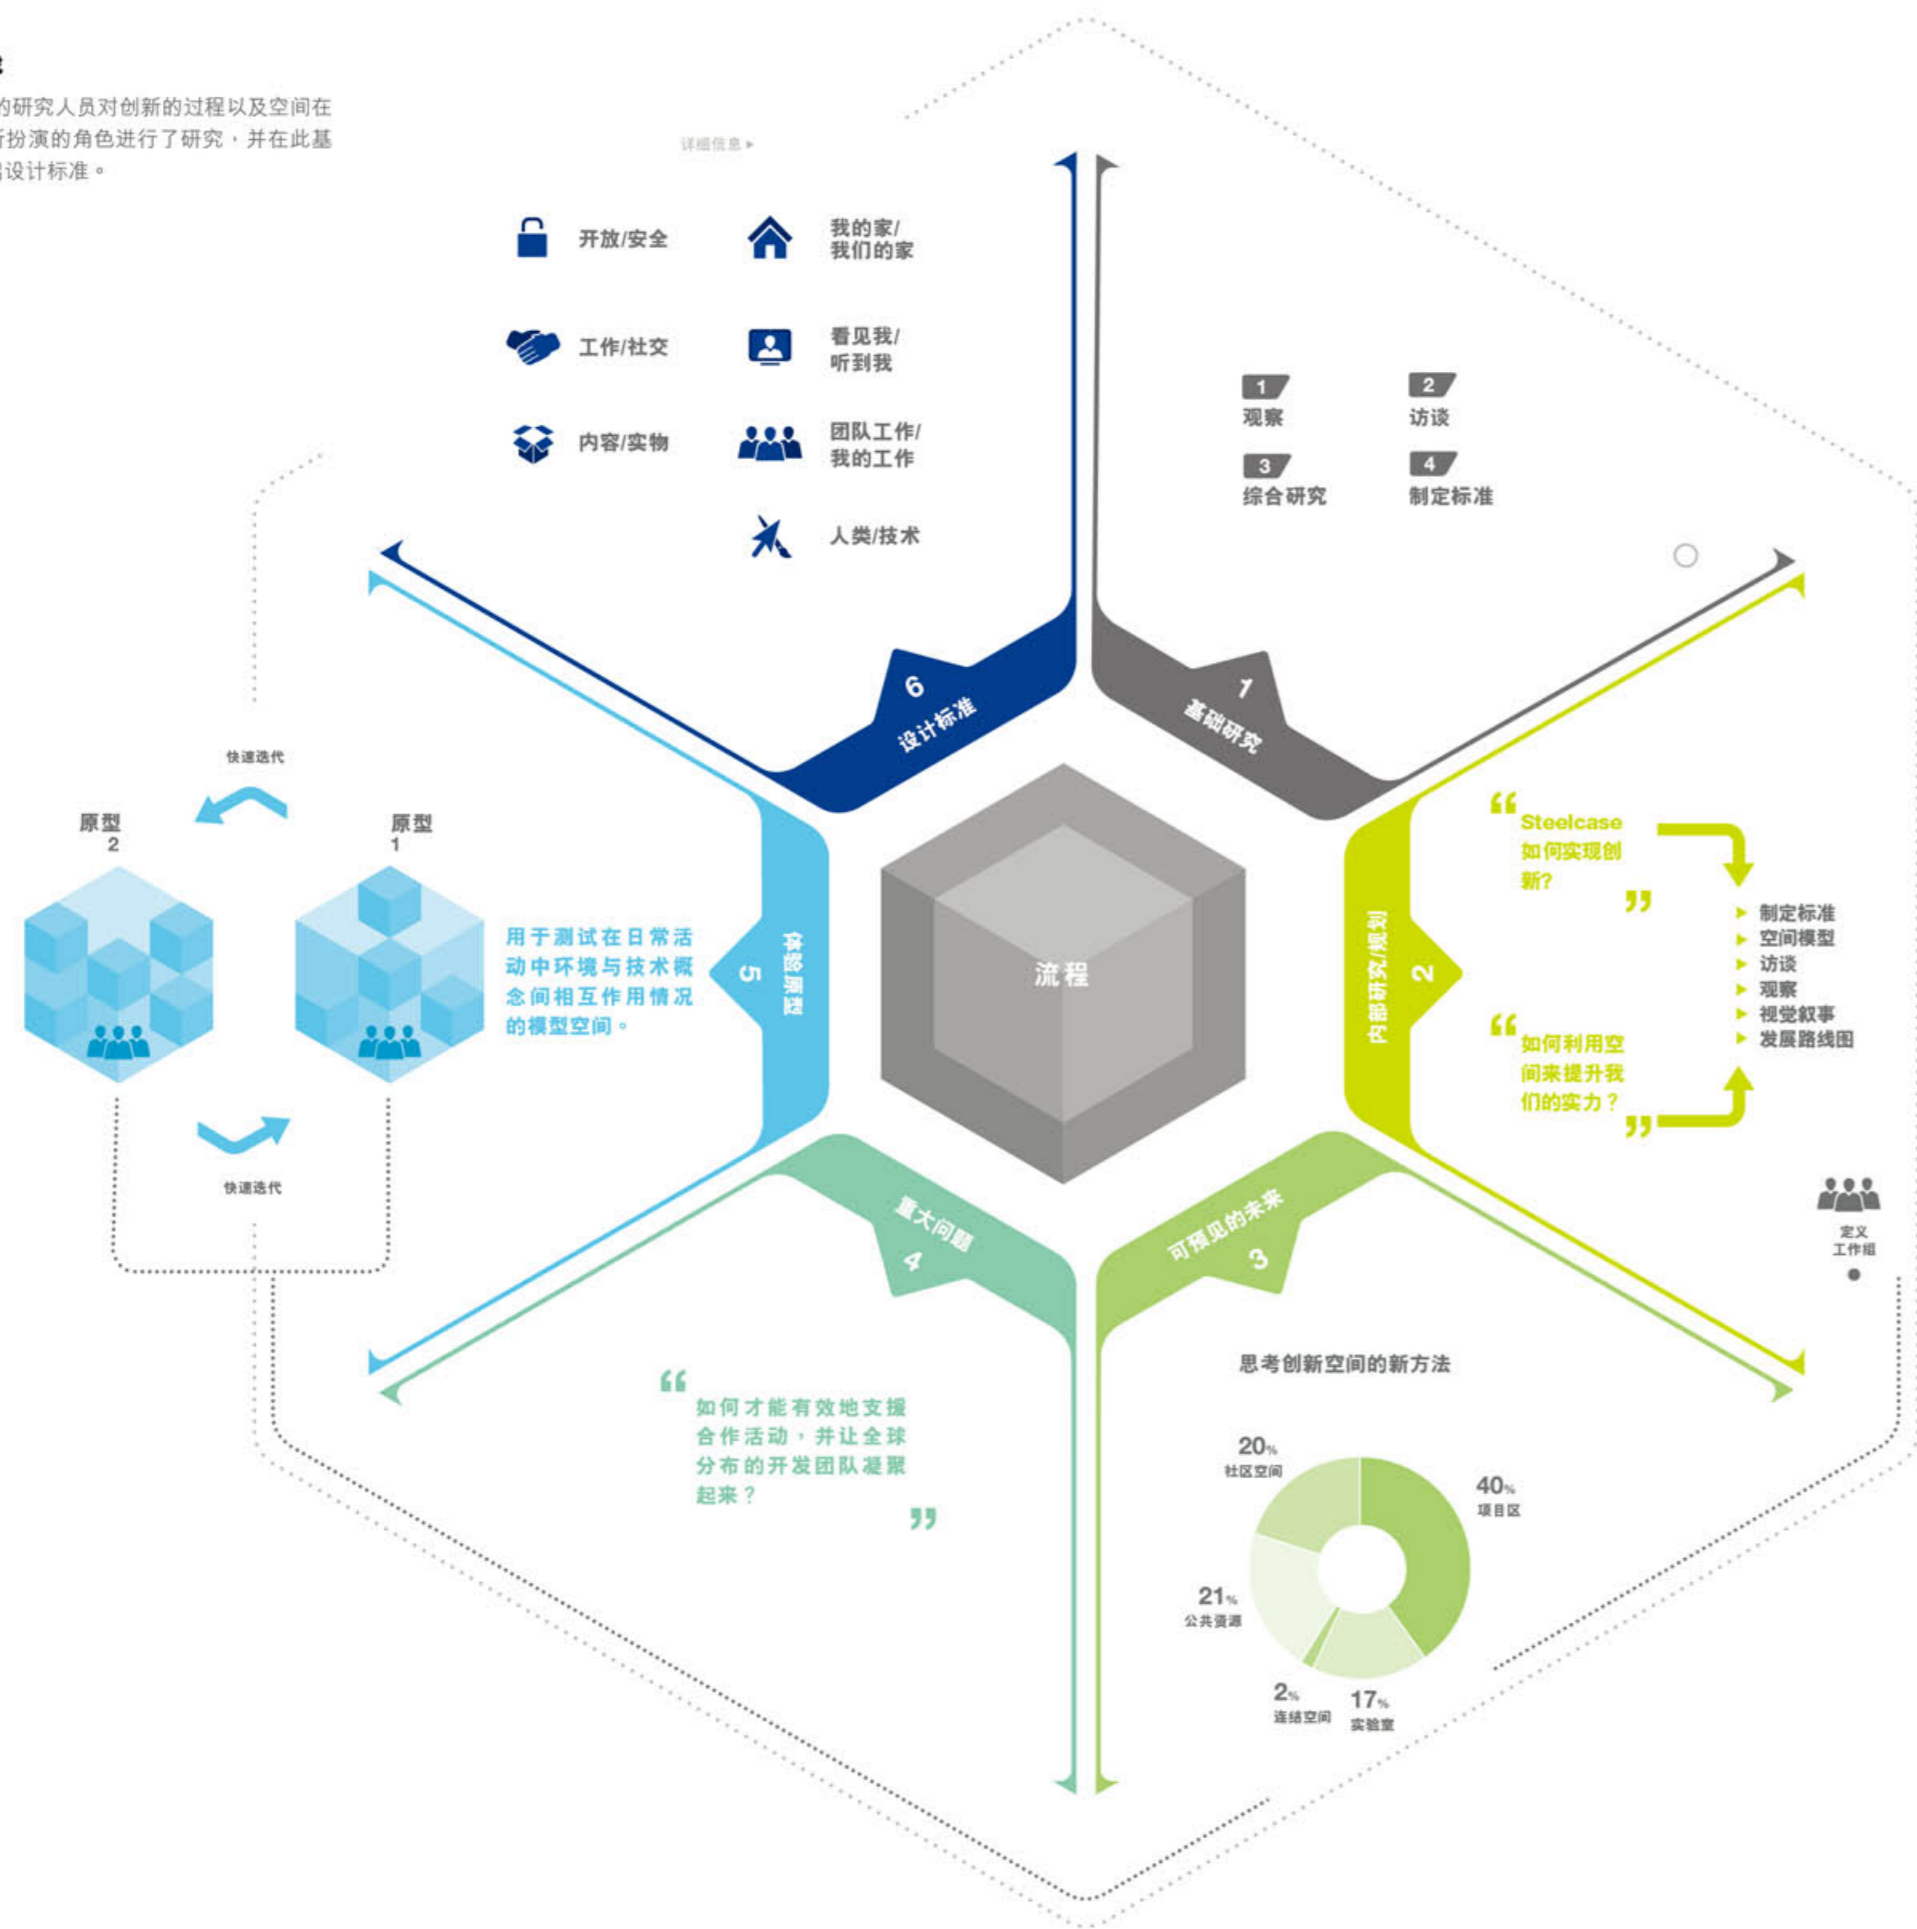 的研究人员对创新的过程以及空间在
所扮演的角色进行了研究，并在此基
设计标准。
详细信息
开放/安全
我的家/
我们的家
工作/社交
看见我/
听到我
内容/实物
团队工作/
我的工作
人类/技术
1
观察
2
访谈
3
综合研究
4
制定标准
6
设计标准
1
基础研究
快速迭代
原型
2
原型
1
用于测试在日常活
动中环境与技术概
念间相互作用情况
的模型空间。
快速迭代
5
体验原型
流程
内部研究/规划
2
“
Steelcase
如何实现创
新?
”
“
如何利用空
间来提升我
们的实力？
”
制定标准
空间模型
访谈
观察
视觉叙事
发展路线图
定义
工作组
重大问题
4
可预见的未来
3
“
如何才能有效地支援
合作活动，并让全球
分布的开发团队凝聚
起来？
”
思考创新空间的新方法
20%
社区空间
40%
项目区
21%
公共资源
2%
连结空间
17%
实验室